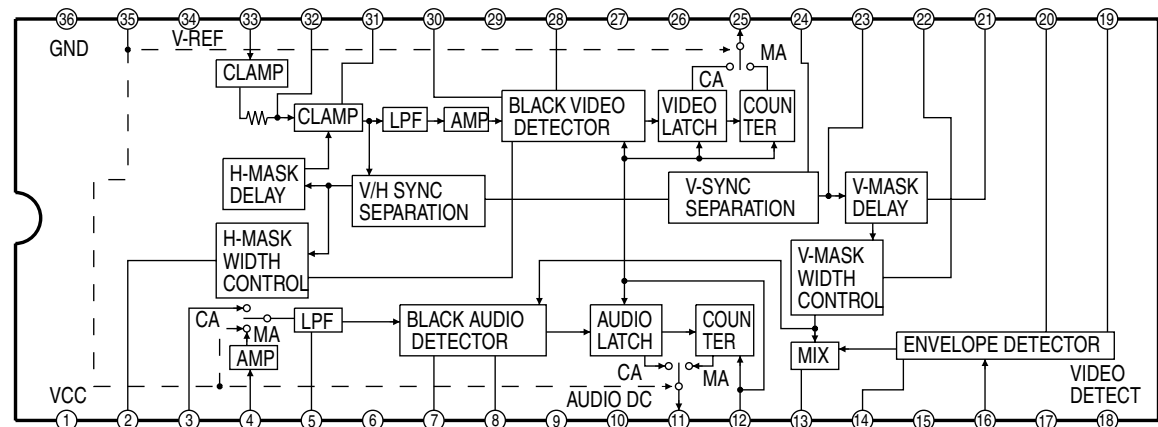 36 35 34 33 32 31 30 29 28 27 26 25 24 23 22 21 20 19
GND
V-REF
MA
CLAMP
CA
CLAMP
LPF
AMP
BLACK VIDEO
DETECTOR
VIDEO
LATCH
COUN
TER
H-MASK
DELAY
V/H SYNC
SEPARATION
V-SYNC
SEPARATION
V-MASK
DELAY
H-MASK
WIDTH
CONTROL
V-MASK
WIDTH
CONTROL
CA
MA
LPF
AMP
BLACK AUDIO
DETECTOR
AUDIO
LATCH
COUN
TER
MIX
ENVELOPE DETECTOR
CA
MA
VIDEO
DETECT
VCC
AUDIO DC
1 2 3 4 5 6 7 8 9 10 11 12 13 14 15 16 17 18